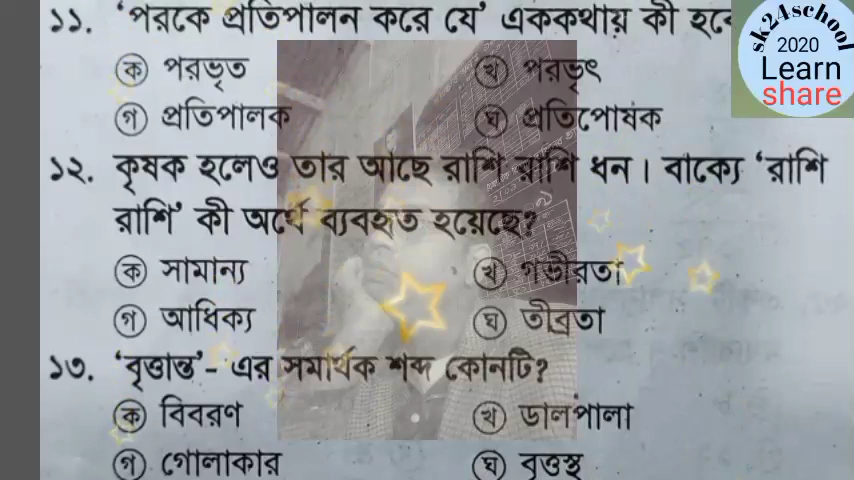 ১১. ‘পরকে প্রতিপালন করে যে’ এককথায় কী হবে
ক পরভৃত খ পরভৃৎ
গ প্রতিপালক ঘ প্রতিপোষক
১২. কৃষক হলেও তার আছে রাশি রাশি ধন। বাক্যে ‘রাশি
রাশি’ কী অর্থে ব্যবহৃত হয়েছে?
ক সামান্য খ গভীরতা
গ আধিক্য ঘ তীব্রতা
১৩. ‘বৃত্তান্ত’- এর সমার্থক শব্দ কোনটি?
ক বিবরণ খ ডালপালা
গ গোলাকার ঘ বৃত্তস্থ
sk24school
2020
Learn
share